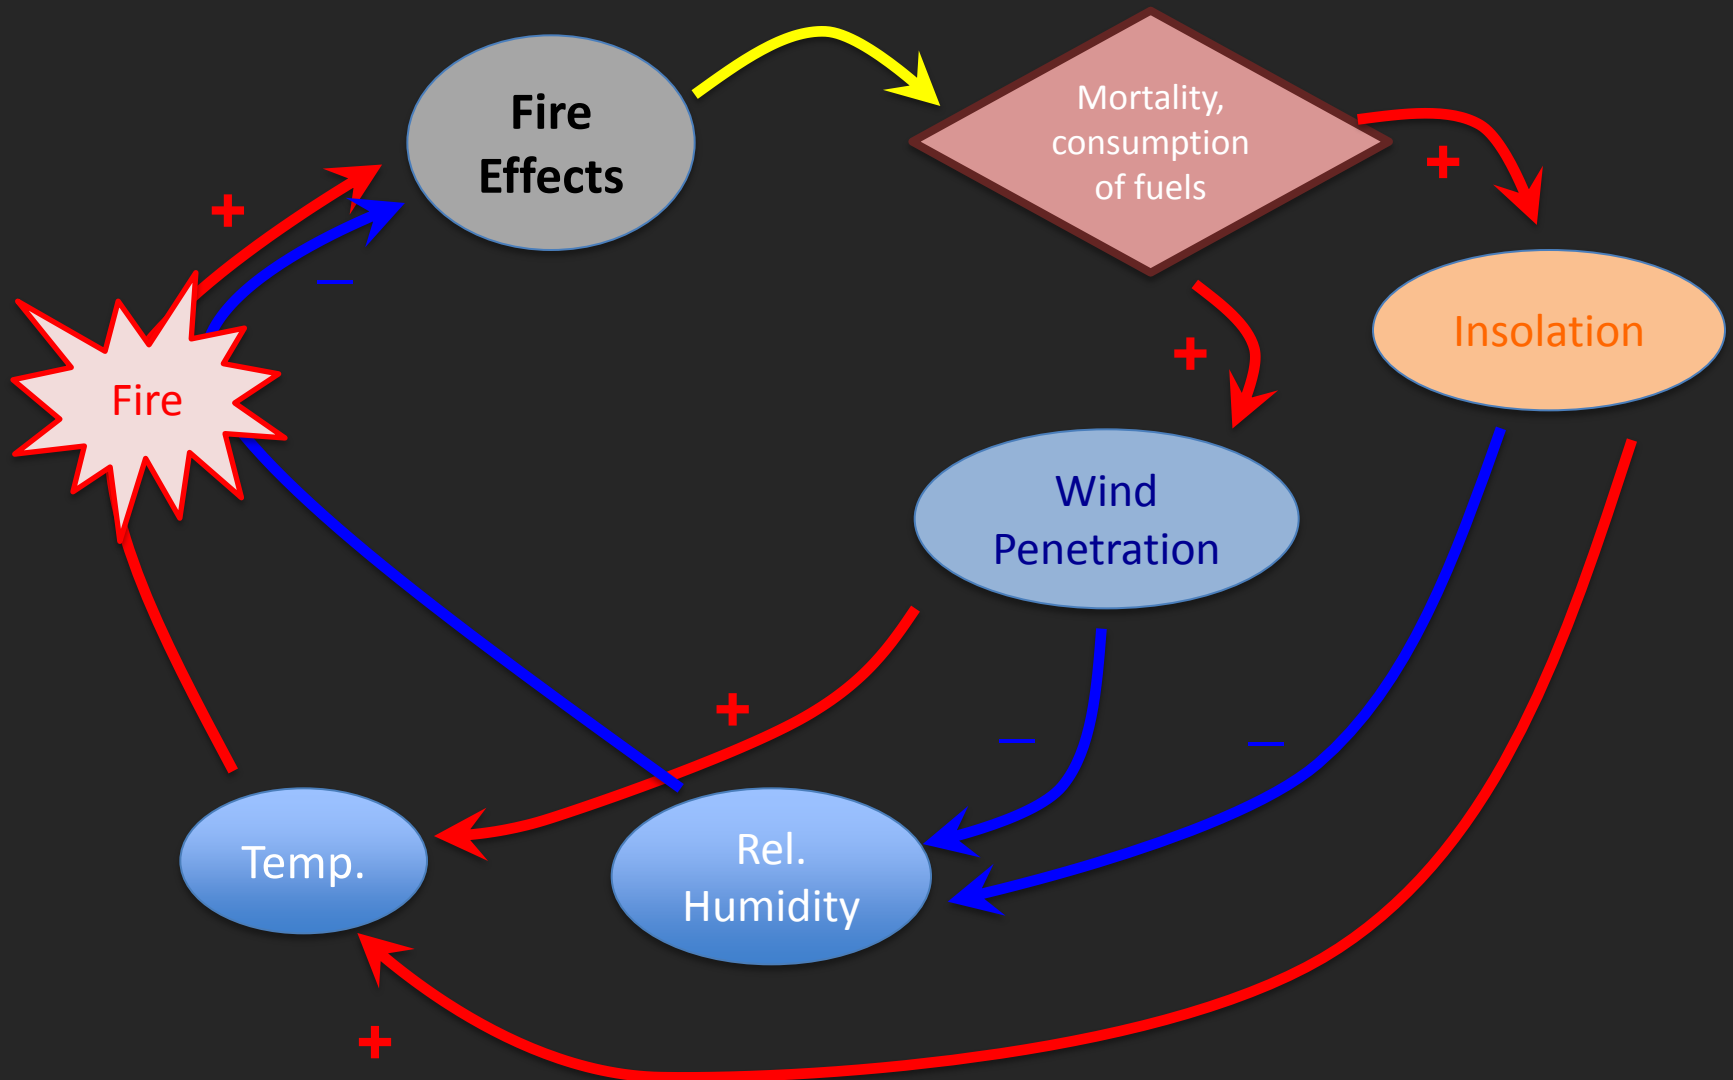 Fire
Effects
Mortality,
consumption
of fuels
+
+
–
Fire
+
Insolation
+
Wind
Penetration
+
–
–
Temp.
Rel.
Humidity
+